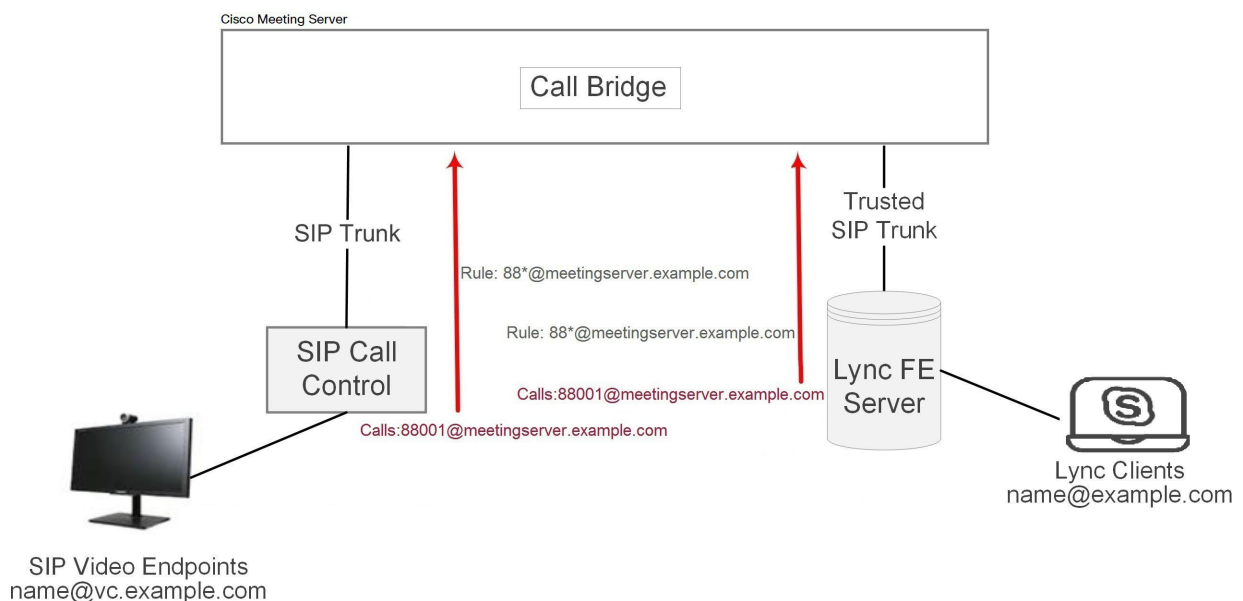 Cisco Meeting Server
Call Bridge
SIP Trunk
Trusted
SIP Trunk
Rule: 88*@meetingserver.example.com
Rule: 88*@meetingserver.example.com
SIP Call
Control
Lync FE
Server
Calls:88001@meetingserver.example.com
Calls:88001@meetingserver.example.com
S
Lync Clients
name@example.com
SIP Video Endpoints
name@vc.example.com